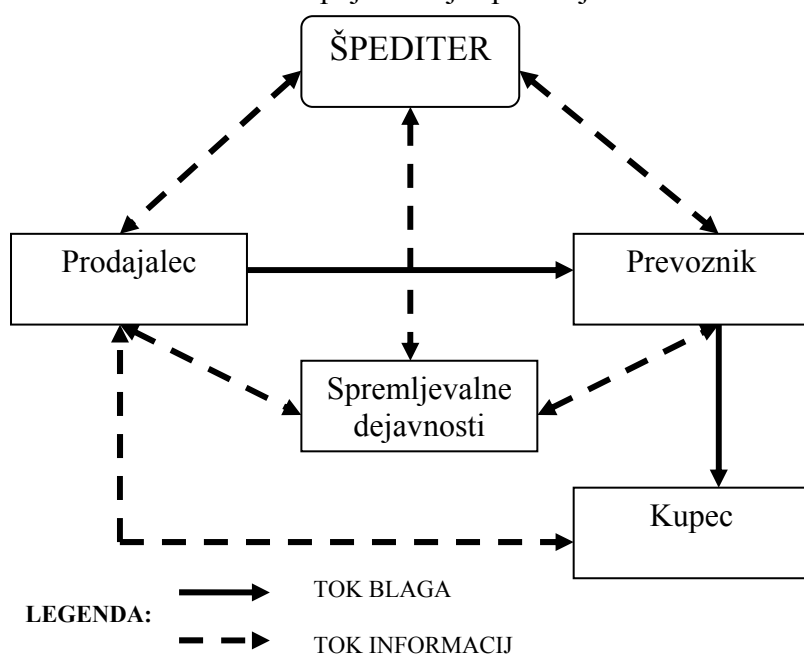 ŠPEDITER
Prodajalec
Prevoznik
Spremljevalne
dejavnosti
Kupec
LEGENDA:
TOK BLAGA
TOK INFORMACIJ